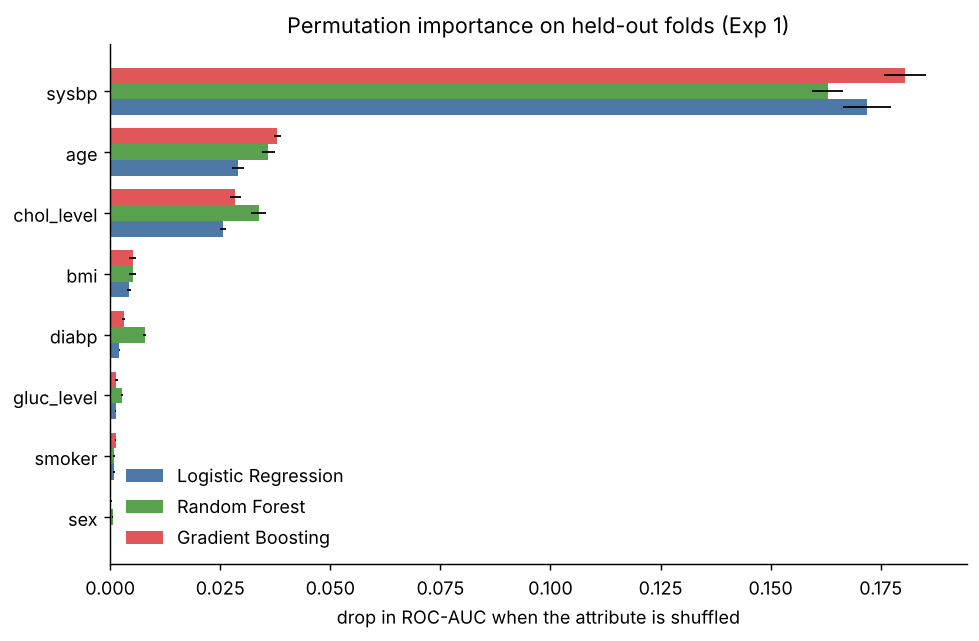 Permutation importance on held-out folds (Exp 1)
sysbp
age
chol_level
bmi
diabp
gluc_level
smoker
sex
Logistic Regression
Random Forest
Gradient Boosting
0.000 0.025 0.050 0.075 0.100 0.125 0.150 0.175
drop in ROC-AUC when the attribute is shuffled